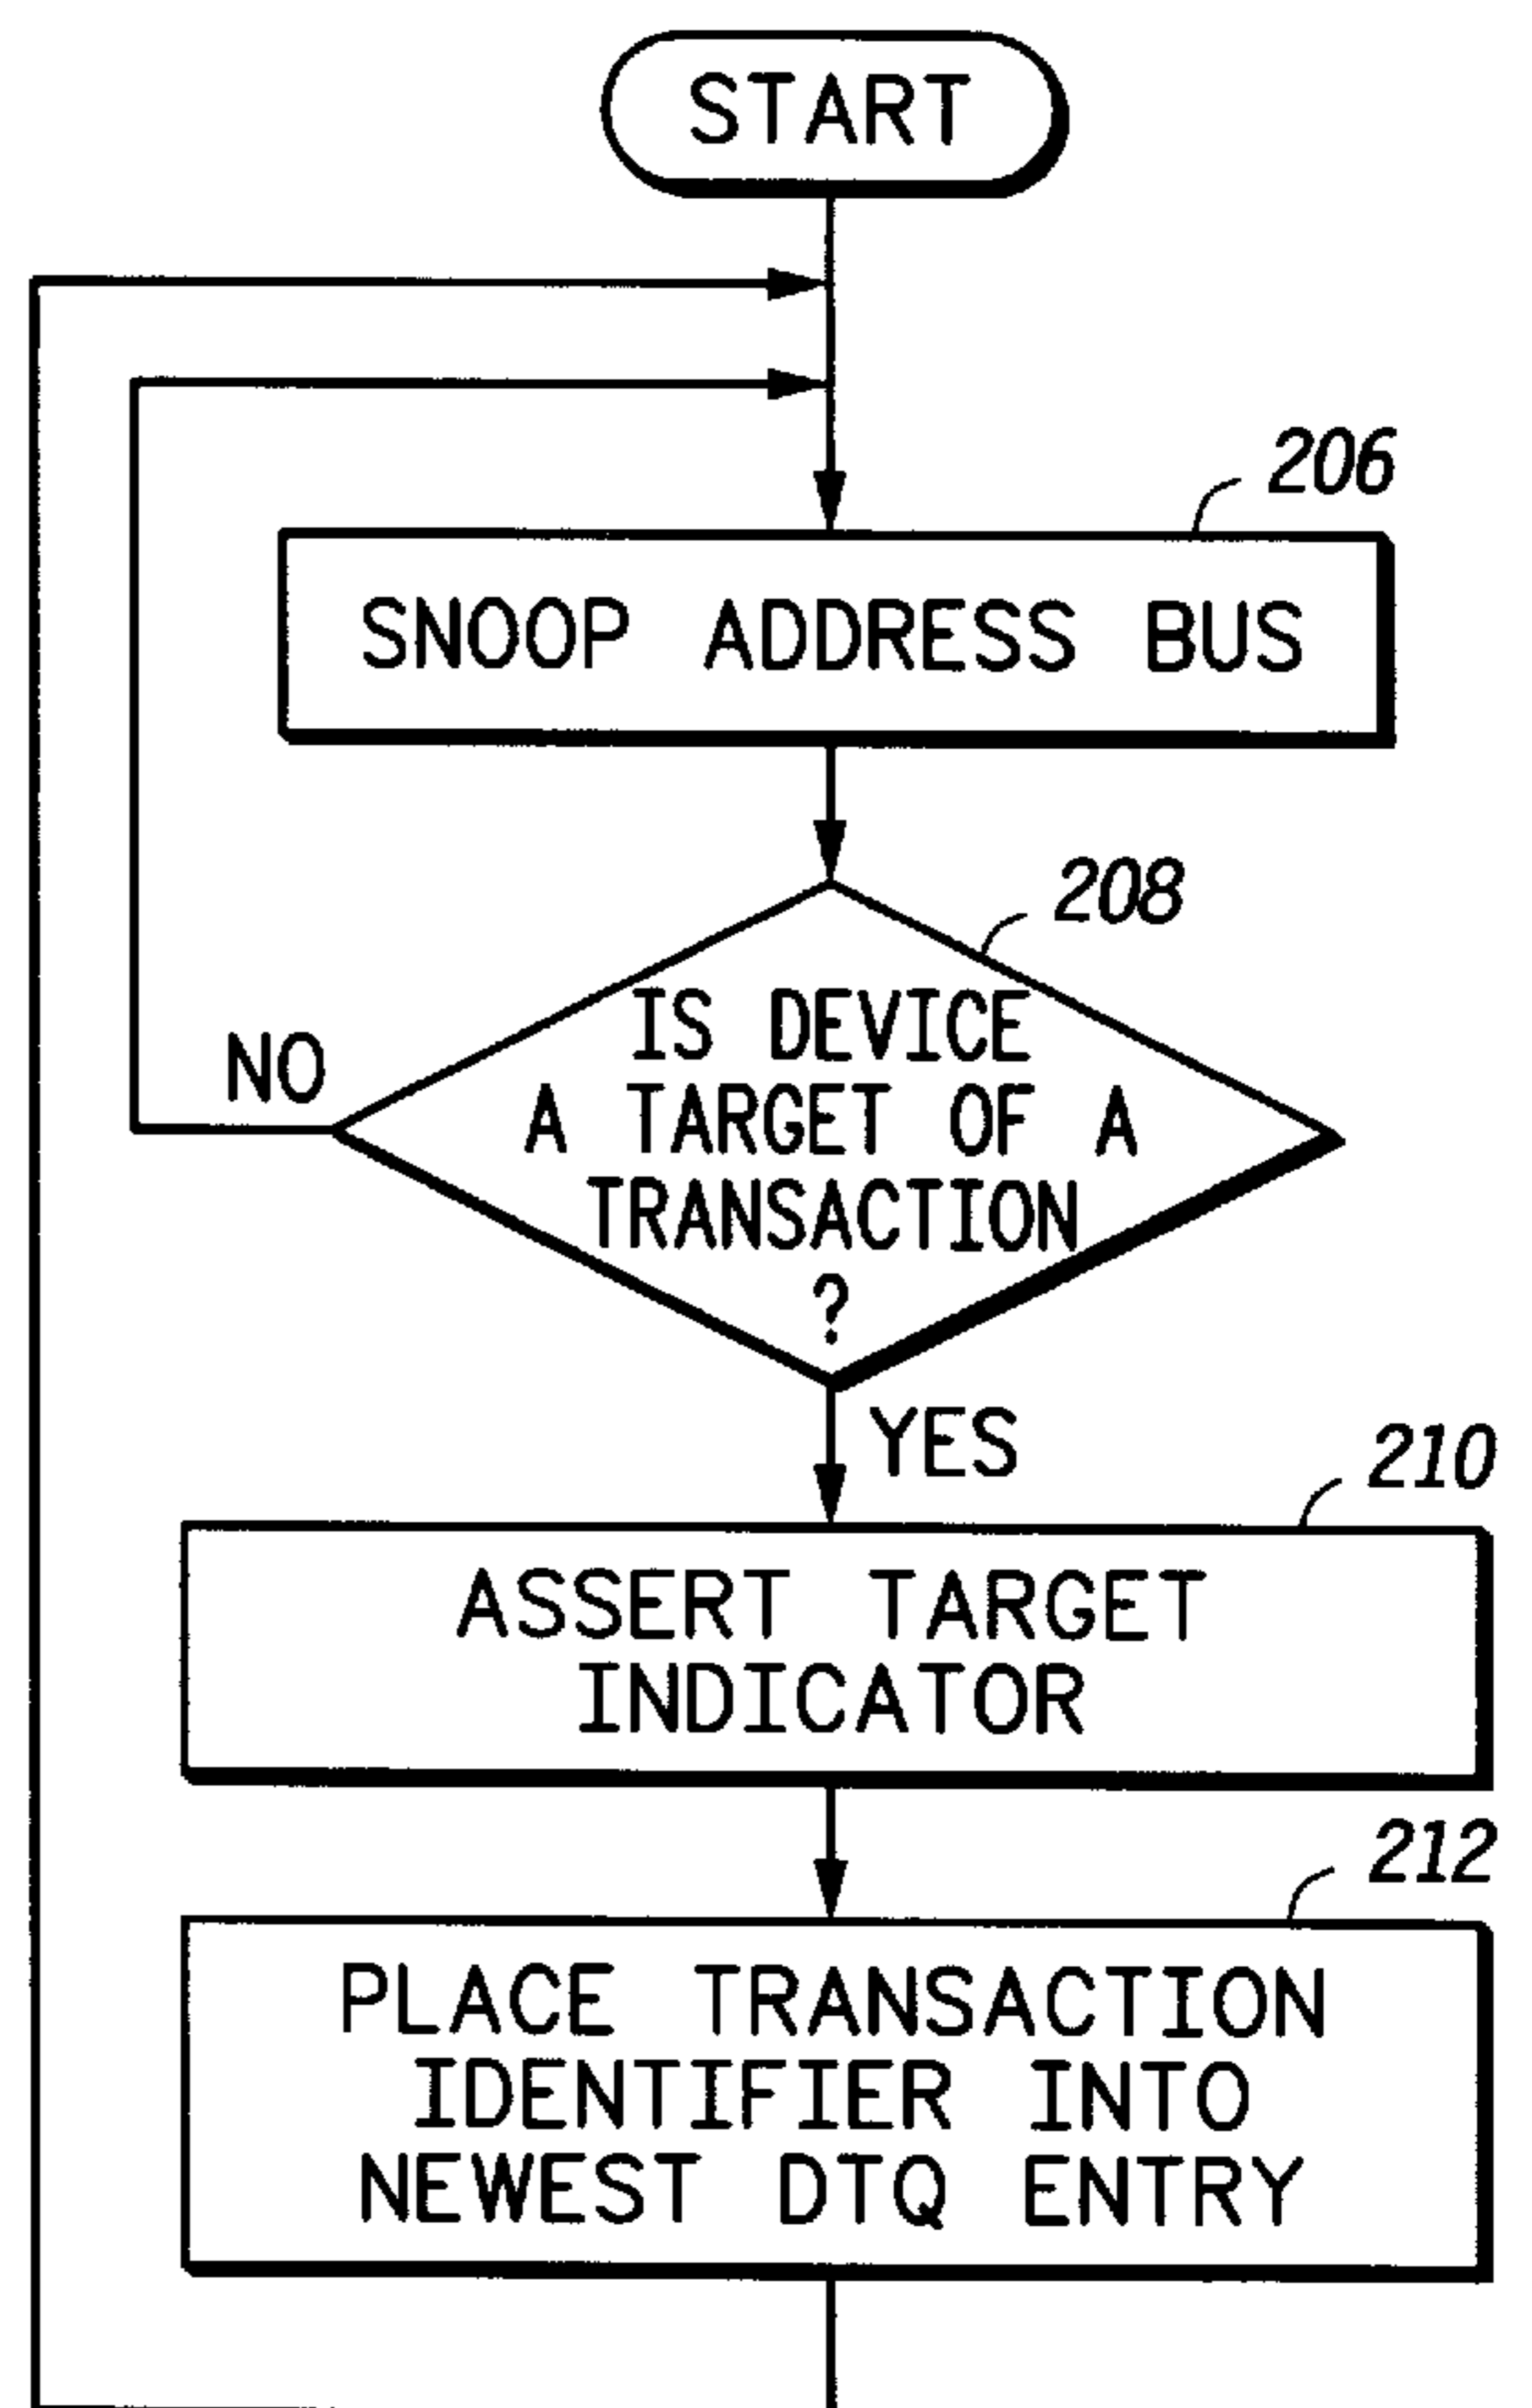 START
206
SNOOP ADDRESS BUS
208
IS DEVICE
A TARGET OF A
TRANSACTION
?
NO
YES
210
ASSERT TARGET
INDICATOR
212
PLACE TRANSACTION
IDENTIFIER INTO
NEWEST DTQ ENTRY